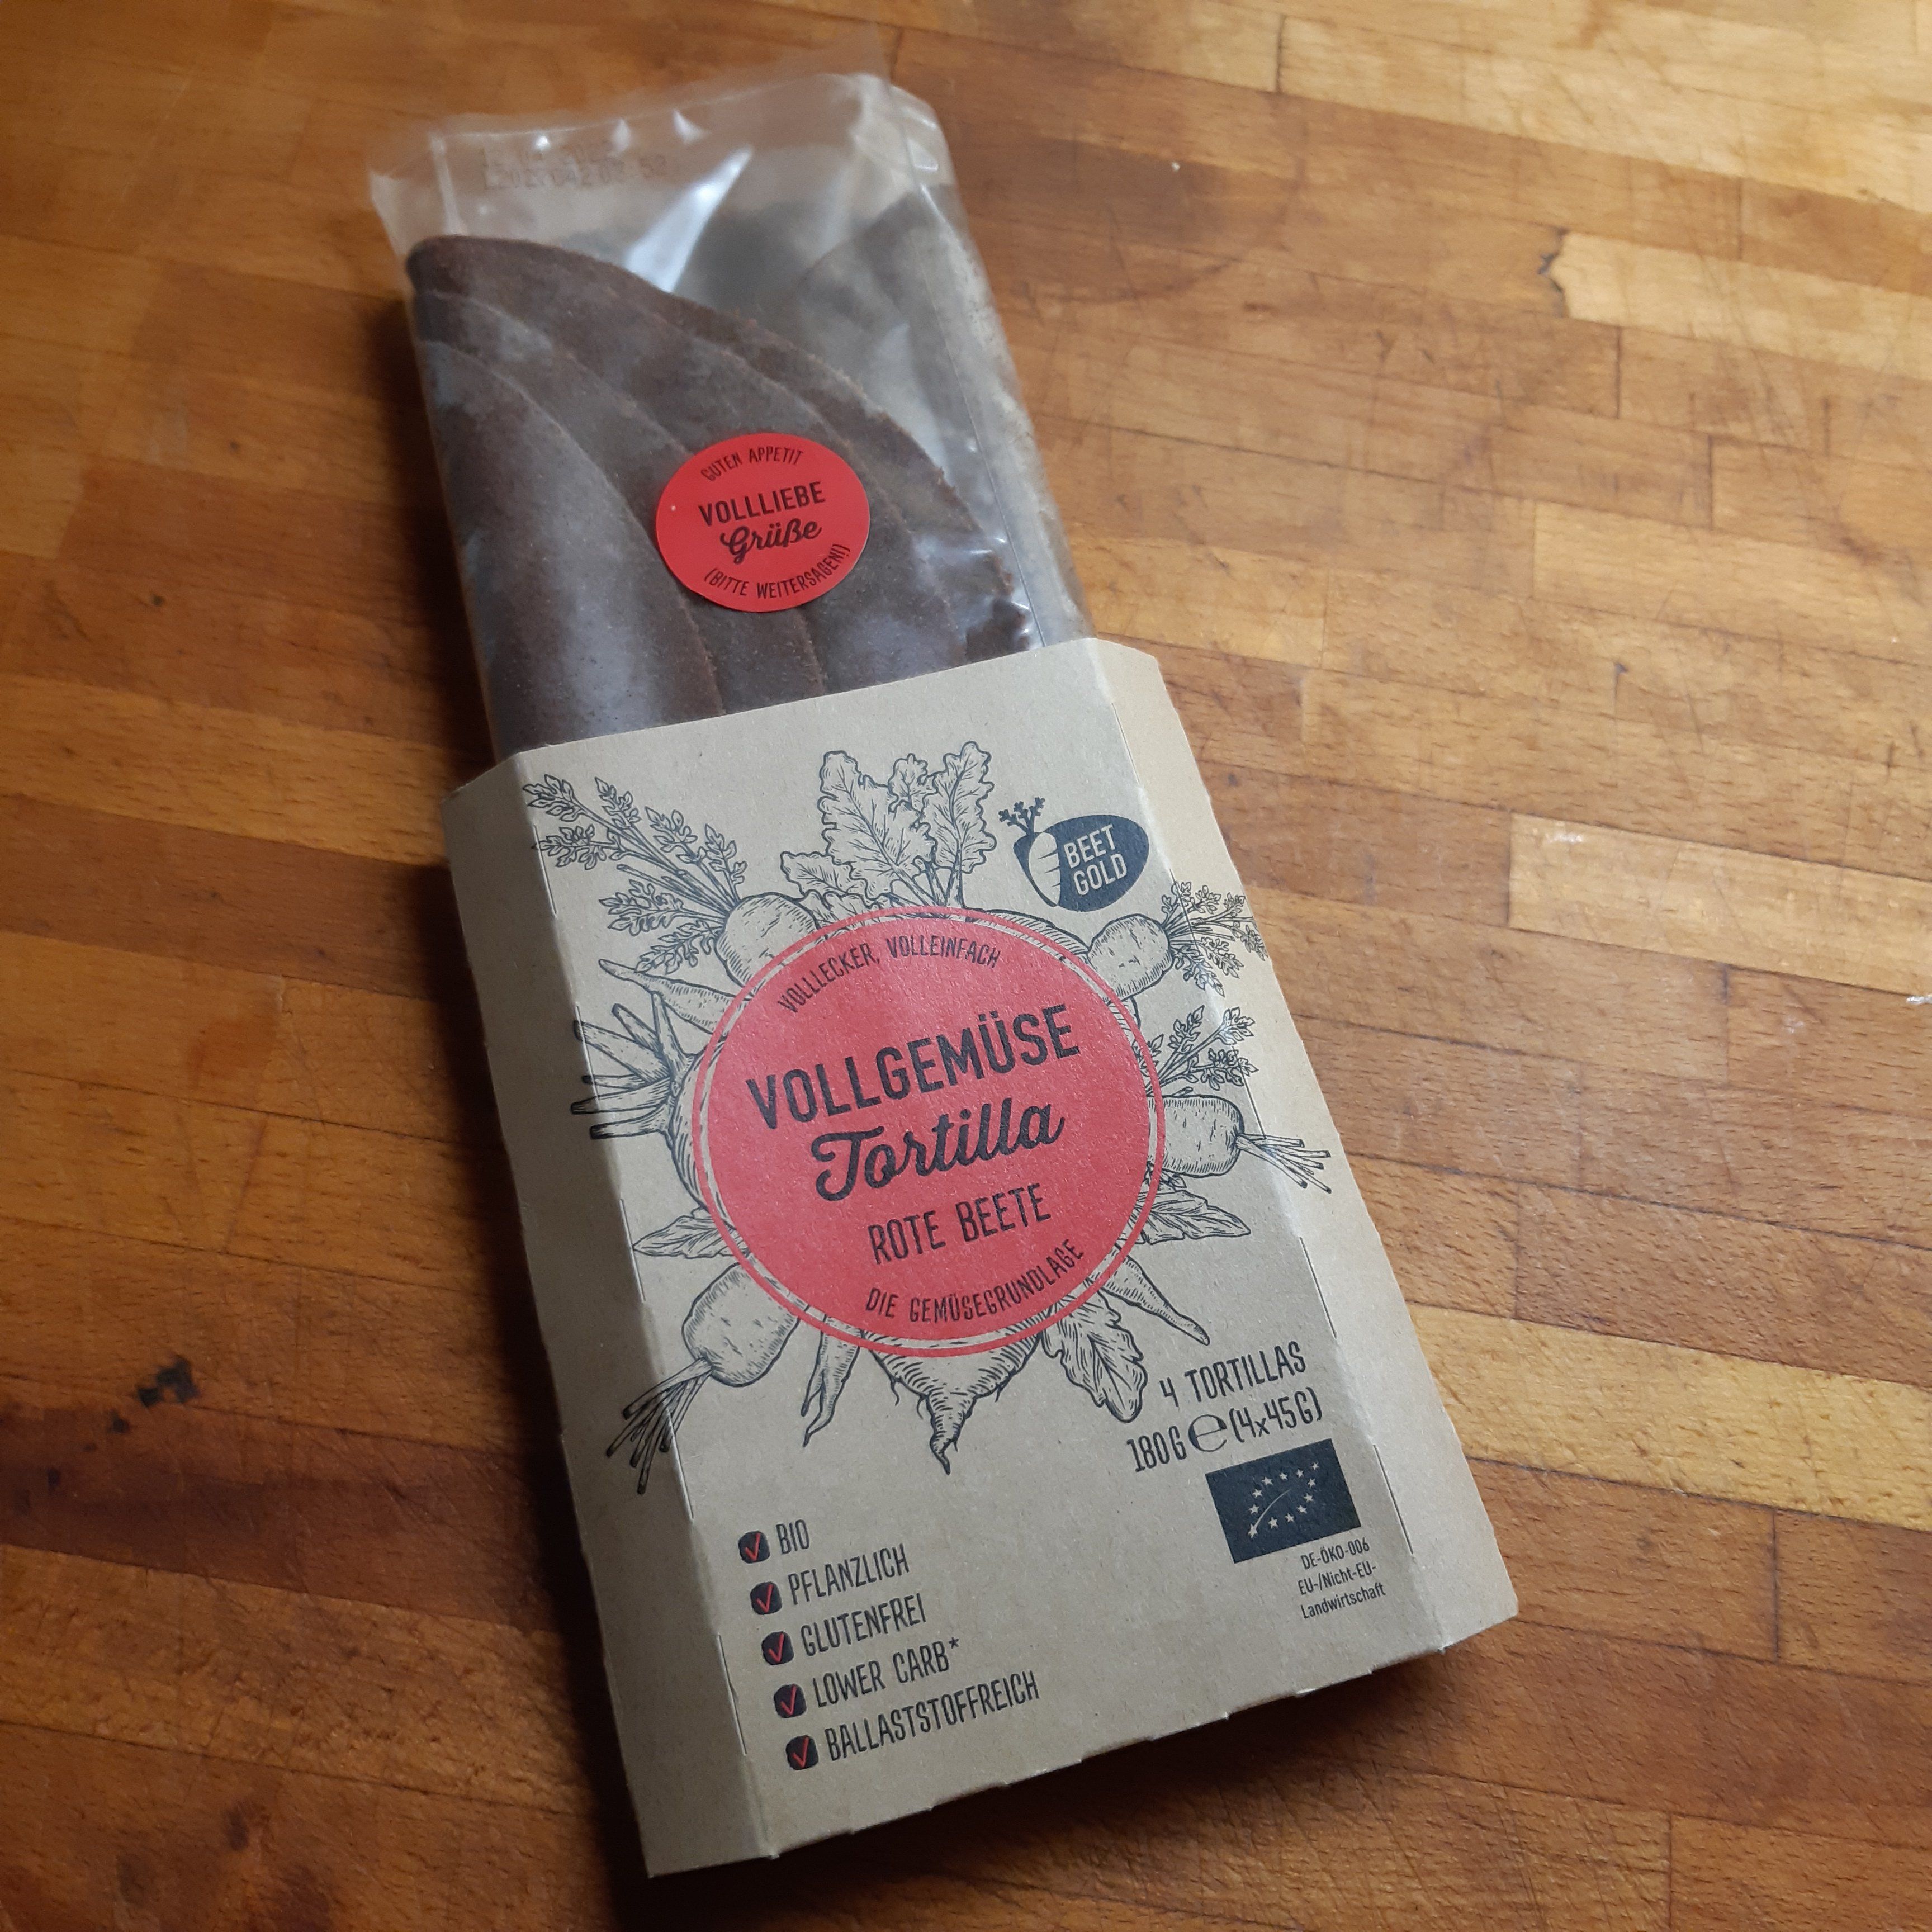 GUTEN APPETIT
VOLLLIEBE
Grüße
(BITTE WEITERSAGEN!)
BEET
GOLD
VOLLLECKER, VOLLEINFACH
VOLLGEMÜSE
Tortilla
ROTE BEETE
DIE GEMÜSEGRUNDLAGE
4 TORTILLAS
180G ℮ (4x45G)
BIO
PFLANZLICH
GLUTENFREI
LOWER CARB*
BALLASTSTOFFREICH
DE-ÖKO-006
EU-/Nicht-EU-
Landwirtschaft